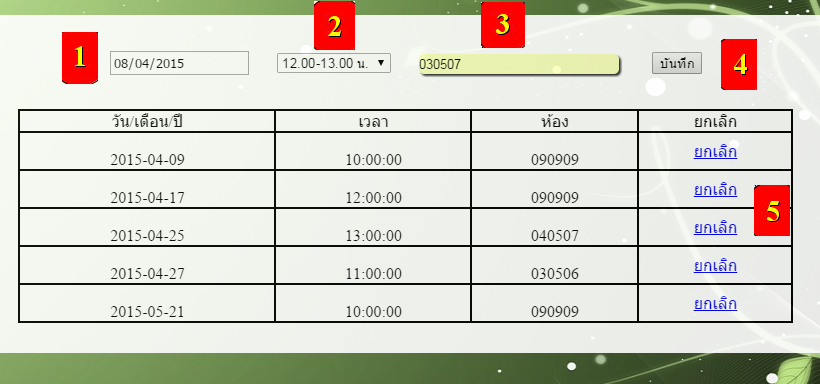 1 2 3 4
08/04/2015 12.00-13.00 น. 030507 บันทึก
วัน/เดือน/ปี เวลา ห้อง ยกเลิก
2015-04-09 10:00:00 090909 ยกเลิก
2015-04-17 12:00:00 090909 ยกเลิก
5
2015-04-25 13:00:00 040507 ยกเลิก
2015-04-27 11:00:00 030506 ยกเลิก
2015-05-21 10:00:00 090909 ยกเลิก